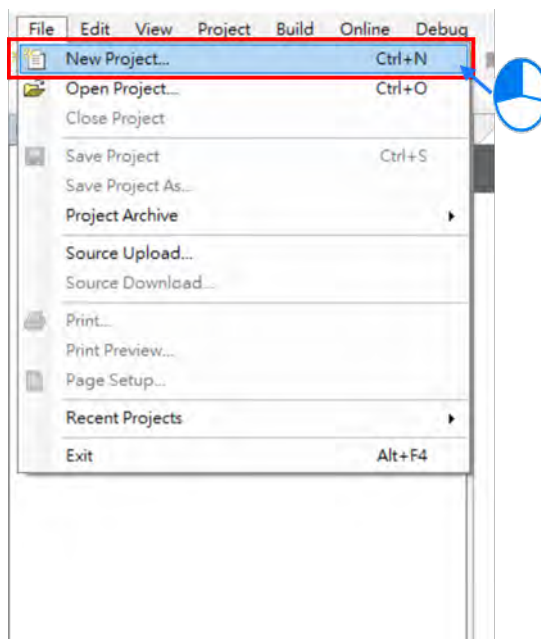 File Edit View Project Build Online Debug
New Project... Ctrl+N
Open Project... Ctrl+O
Close Project
Save Project Ctrl+S
Save Project As...
Project Archive
Source Upload...
Source Download...
Print...
Print Preview...
Page Setup...
Recent Projects
Exit Alt+F4